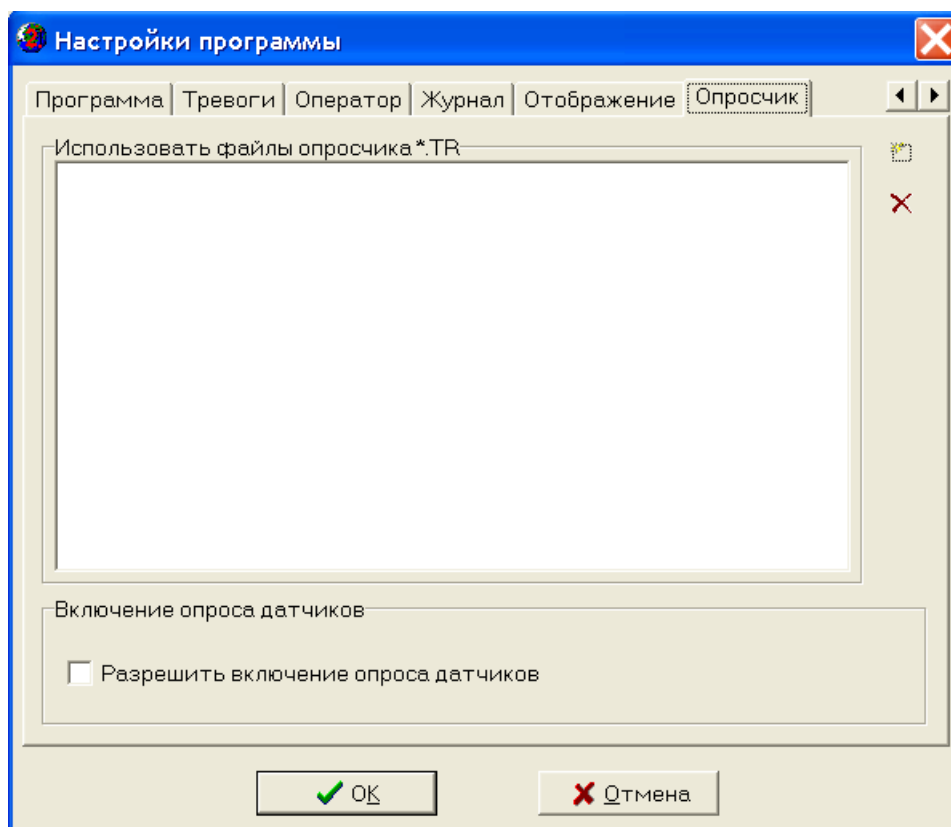 Настройки программы
Программа Тревоги Оператор Журнал Отображение Опросчик
Использовать файлы опросчика *.TR
Включение опроса датчиков
Разрешить включение опроса датчиков
OK Отмена